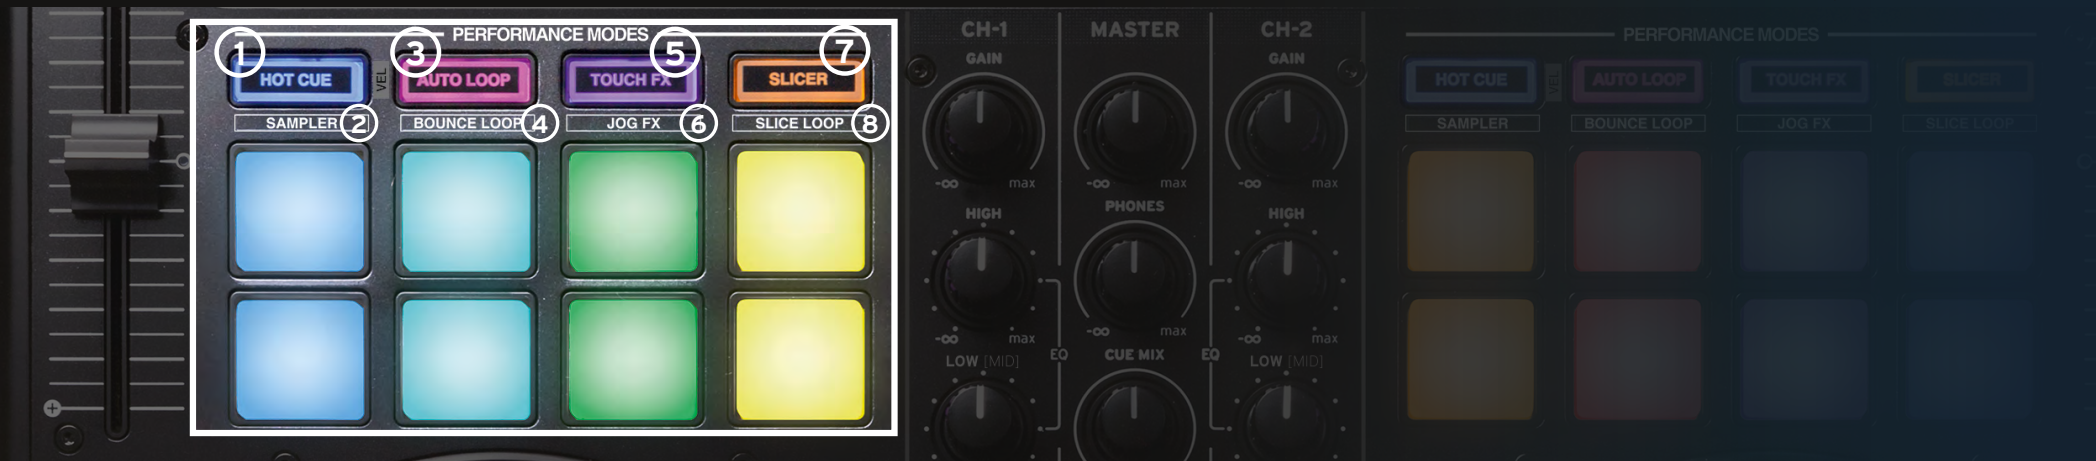 PERFORMANCE MODES
1 3 5 7
HOT CUE VEL AUTO LOOP TOUCH FX SLICER
SAMPLER 2 BOUNCE LOOP 4 JOG FX 6 SLICE LOOP 8
CH-1 MASTER CH-2
GAIN GAIN
-∞ max -∞ max -∞ max
HIGH PHONES HIGH
-∞ max -∞ max -∞ max
LOW [MID] EQ CUE MIX EQ LOW [MID]
PERFORMANCE MODES
HOT CUE VEL AUTO LOOP TOUCH FX SLICER
SAMPLER BOUNCE LOOP JOG FX SLICE LOOP